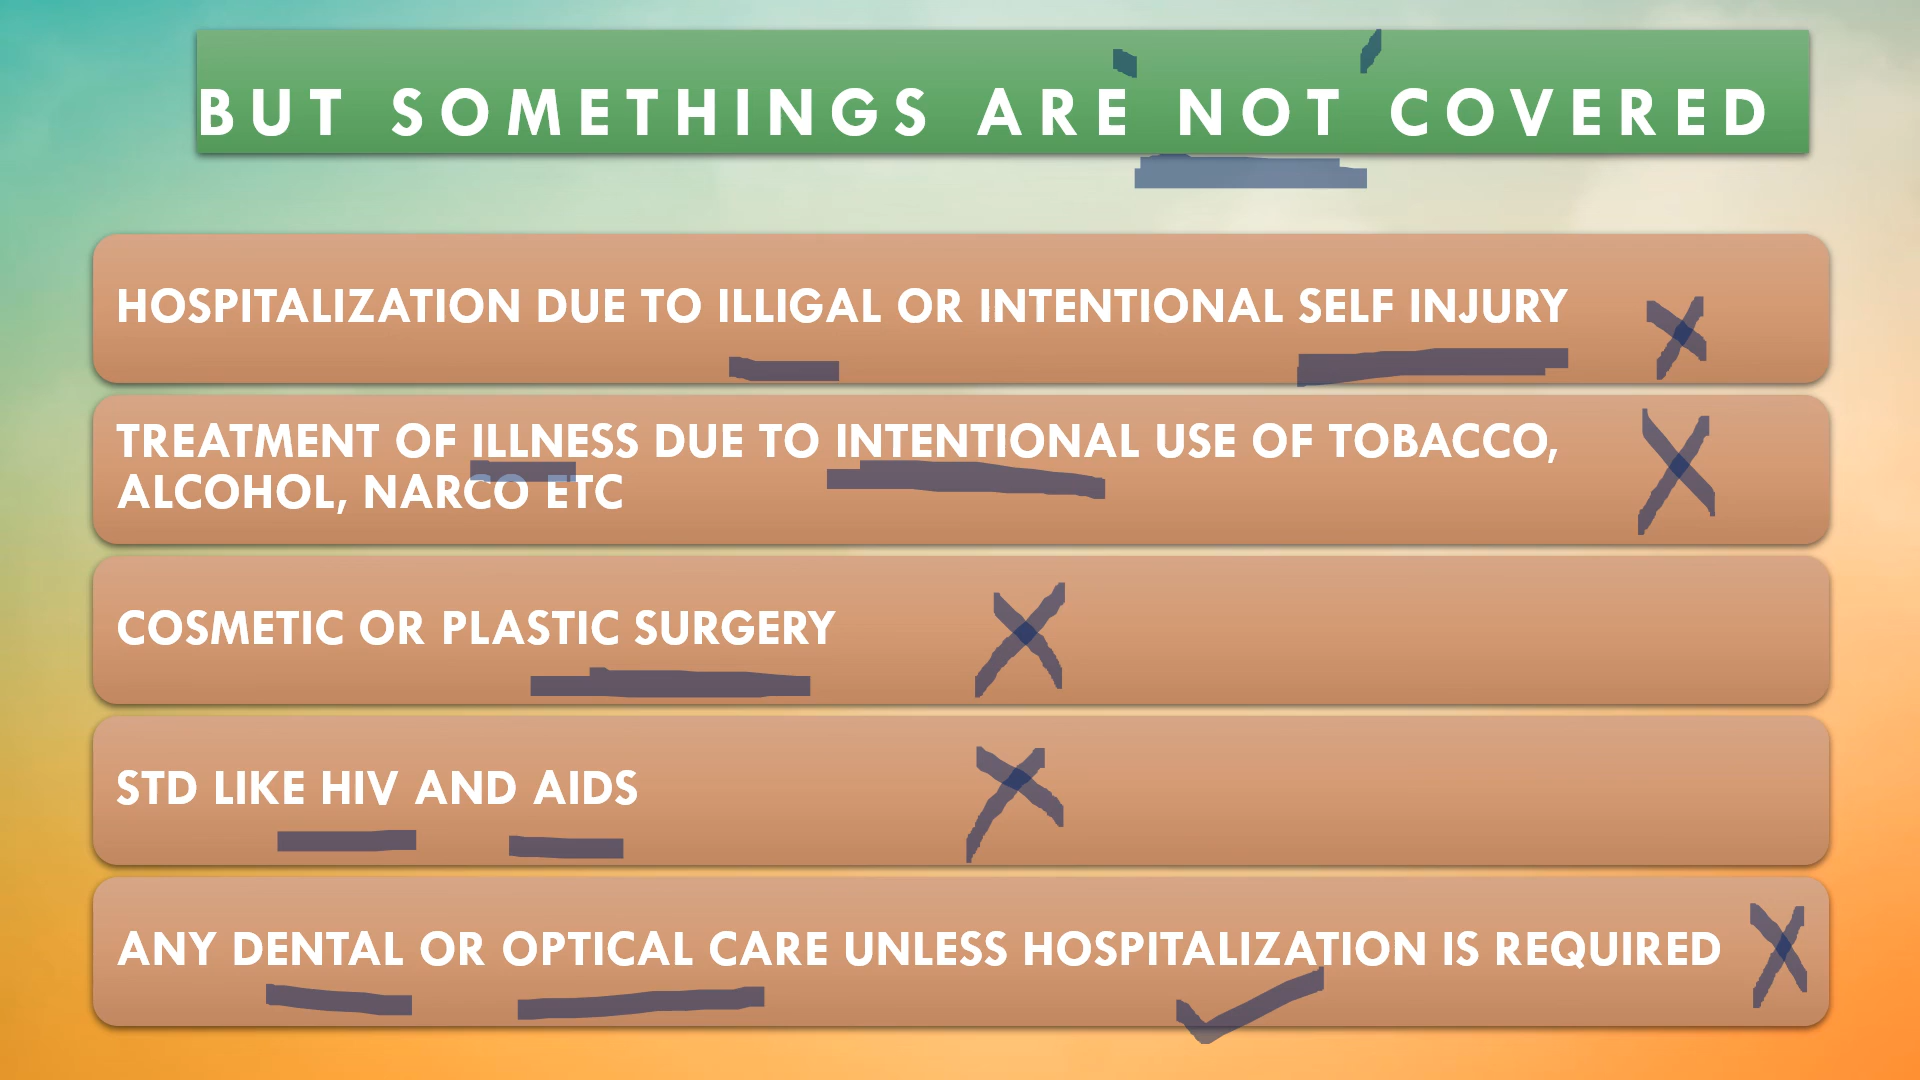 BUT SOMETHINGS ARE NOT COVERED
HOSPITALIZATION DUE TO ILLIGAL OR INTENTIONAL SELF INJURY
TREATMENT OF ILLNESS DUE TO INTENTIONAL USE OF TOBACCO,
ALCOHOL, NARCO ETC
COSMETIC OR PLASTIC SURGERY
STD LIKE HIV AND AIDS
ANY DENTAL OR OPTICAL CARE UNLESS HOSPITALIZATION IS REQUIRED